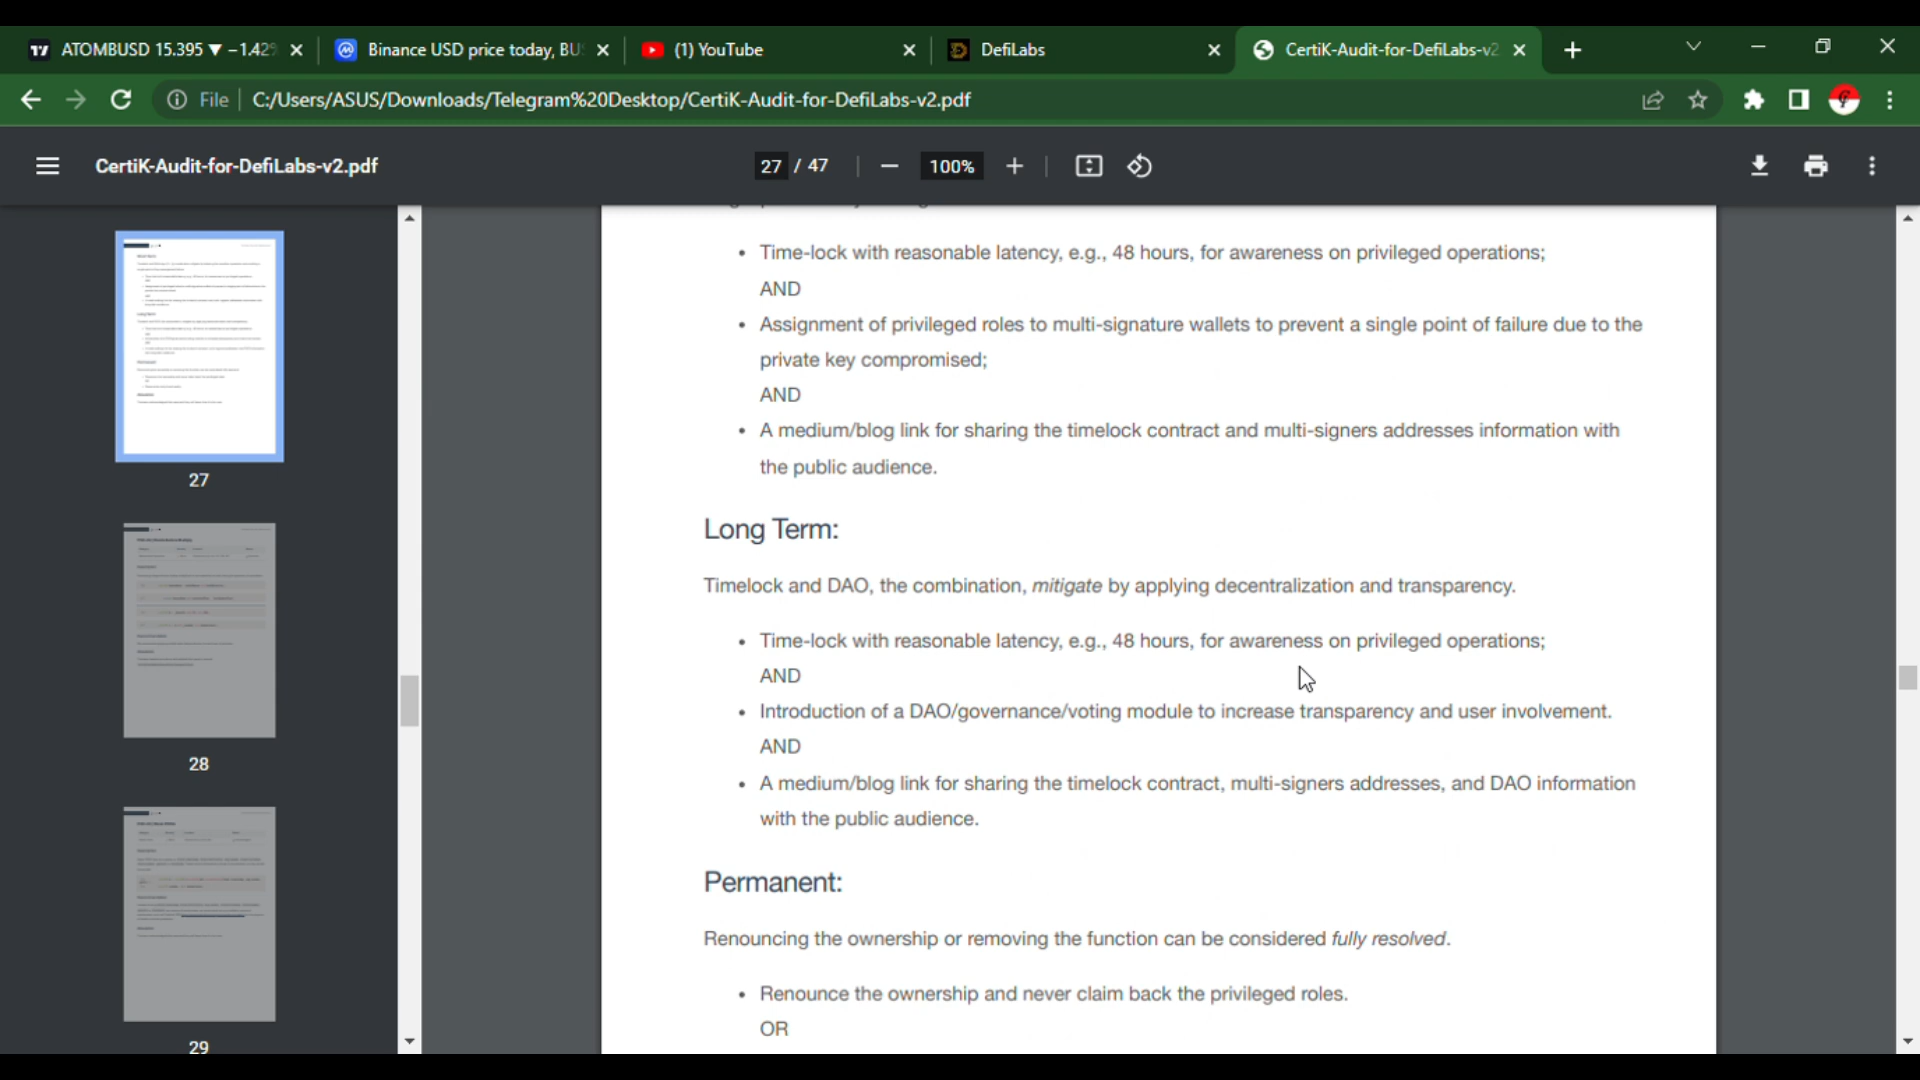 ATOMBUSD 15.395 ▼ −1.42%
Binance USD price today, BU
(1) YouTube
DefiLabs
CertiK-Audit-for-DefiLabs-v2
File
C:/Users/ASUS/Downloads/Telegram%20Desktop/CertiK-Audit-for-DefiLabs-v2.pdf
CertiK-Audit-for-DefiLabs-v2.pdf
27 / 47
100%
• Time-lock with reasonable latency, e.g., 48 hours, for awareness on privileged operations;
AND
• Assignment of privileged roles to multi-signature wallets to prevent a single point of failure due to the
private key compromised;
AND
• A medium/blog link for sharing the timelock contract and multi-signers addresses information with
the public audience.
Long Term:
Timelock and DAO, the combination, mitigate by applying decentralization and transparency.
• Time-lock with reasonable latency, e.g., 48 hours, for awareness on privileged operations;
AND
• Introduction of a DAO/governance/voting module to increase transparency and user involvement.
AND
• A medium/blog link for sharing the timelock contract, multi-signers addresses, and DAO information
with the public audience.
Permanent:
Renouncing the ownership or removing the function can be considered fully resolved.
• Renounce the ownership and never claim back the privileged roles.
OR
27
28
29